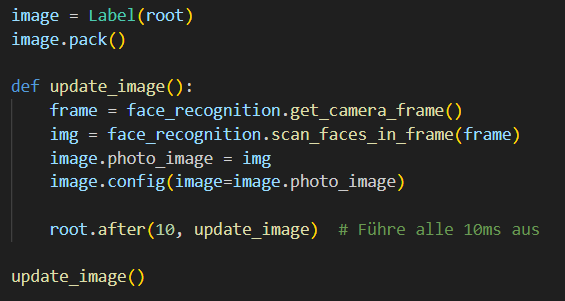 image = Label(root)
image.pack()

def update_image():
    frame = face_recognition.get_camera_frame()
    img = face_recognition.scan_faces_in_frame(frame)
    image.photo_image = img
    image.config(image=image.photo_image)

    root.after(10, update_image)  # Führe alle 10ms aus

update_image()